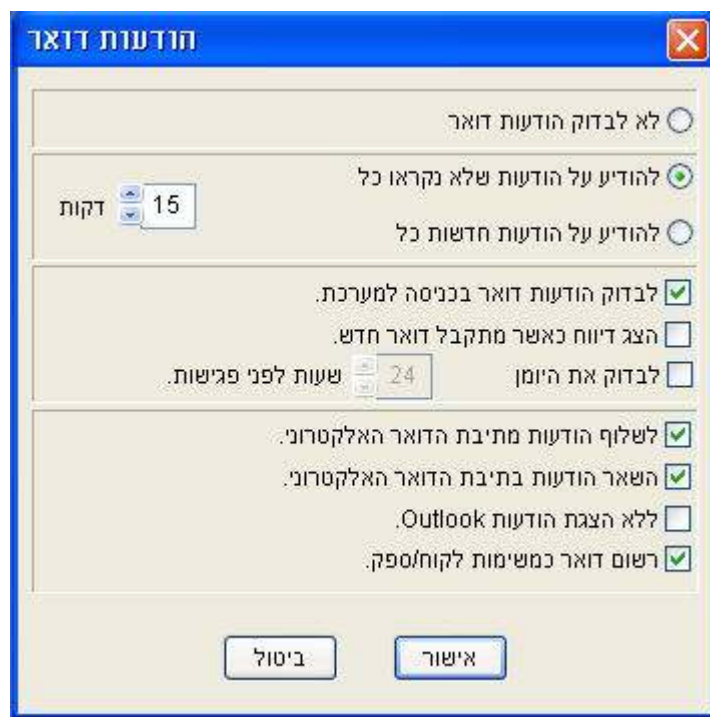 הודעות דואר
לא לבדוק הודעות דואר
להודיע על הודעות שלא נקראו כל
15 דקות
להודיע על הודעות חדשות כל
לבדוק הודעות דואר בכניסה למערכת.
הצג דיווח כאשר מתקבל דואר חדש.
לבדוק את היומן 24 שעות לפני פגישות.
לשלוף הודעות מתיבת הדואר האלקטרוני.
השאר הודעות בתיבת הדואר האלקטרוני.
ללא הצגת הודעות Outlook.
רשום דואר כמשימות לקוח/ספק.
אישור ביטול